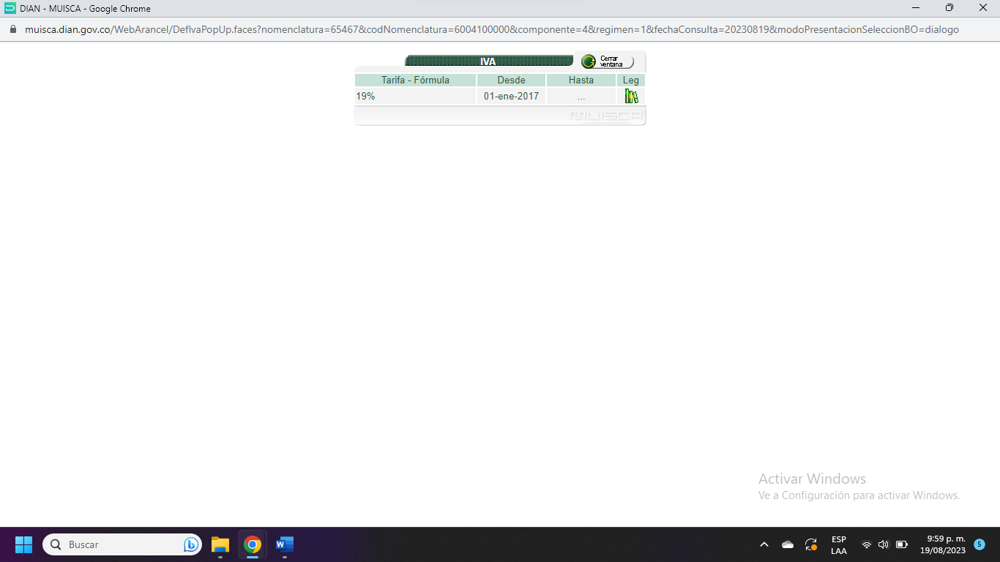 DIAN - MUISCA - Google Chrome
muisca.dian.gov.co/WebArancel/DefIvaPopUp.faces?nomenclatura=65467&codNomenclatura=6004100000&componente=4&regimen=1&fechaConsulta=20230819&modoPresentacionSeleccionBO=dialogo
IVA
Cerrar
ventana
Tarifa - Fórmula Desde Hasta Leg
19% 01-ene-2017 ...
MUISCA
Activar Windows
Ve a Configuración para activar Windows.
Buscar
ESP
LAA
9:59 p. m.
19/08/2023
5